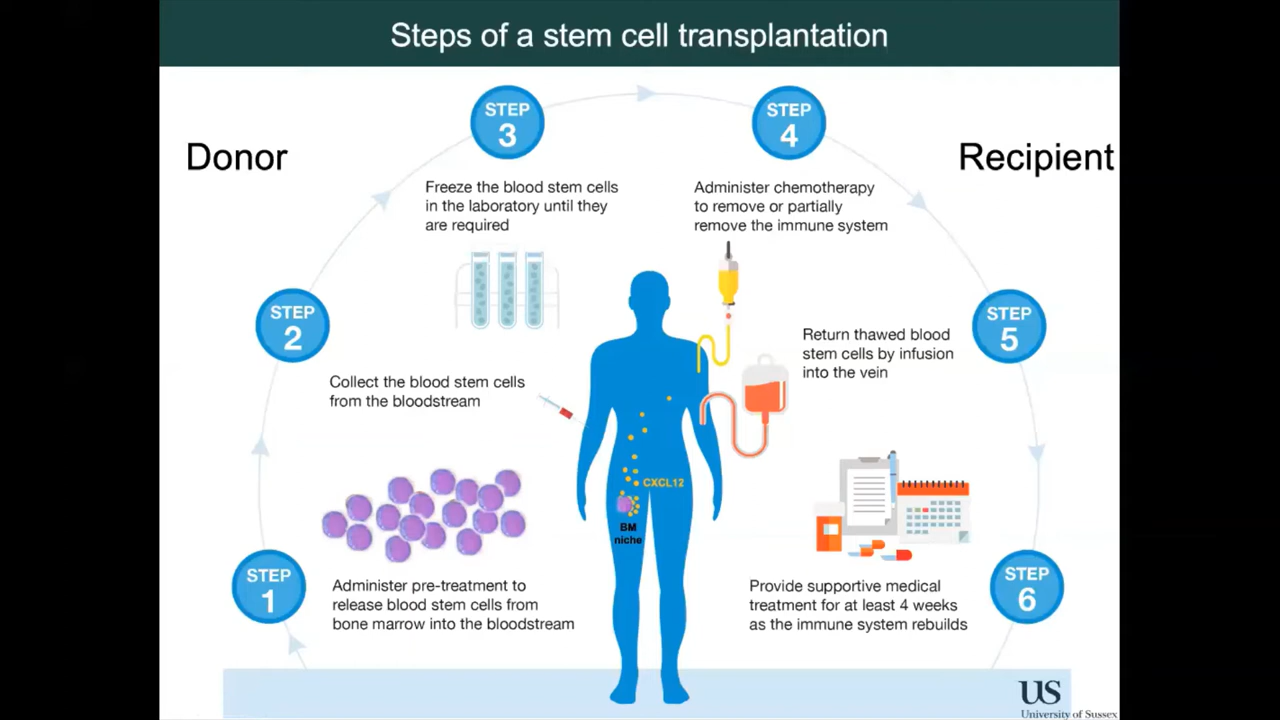 Steps of a stem cell transplantation
Donor
Recipient
STEP
1
Administer pre-treatment to
release blood stem cells from
bone marrow into the bloodstream
STEP
2
Collect the blood stem cells
from the bloodstream
STEP
3
Freeze the blood stem cells
in the laboratory until they
are required
STEP
4
Administer chemotherapy
to remove or partially
remove the immune system
STEP
5
Return thawed blood
stem cells by infusion
into the vein
STEP
6
Provide supportive medical
treatment for at least 4 weeks
as the immune system rebuilds
CXCL12
BM
niche
US
University of Sussex